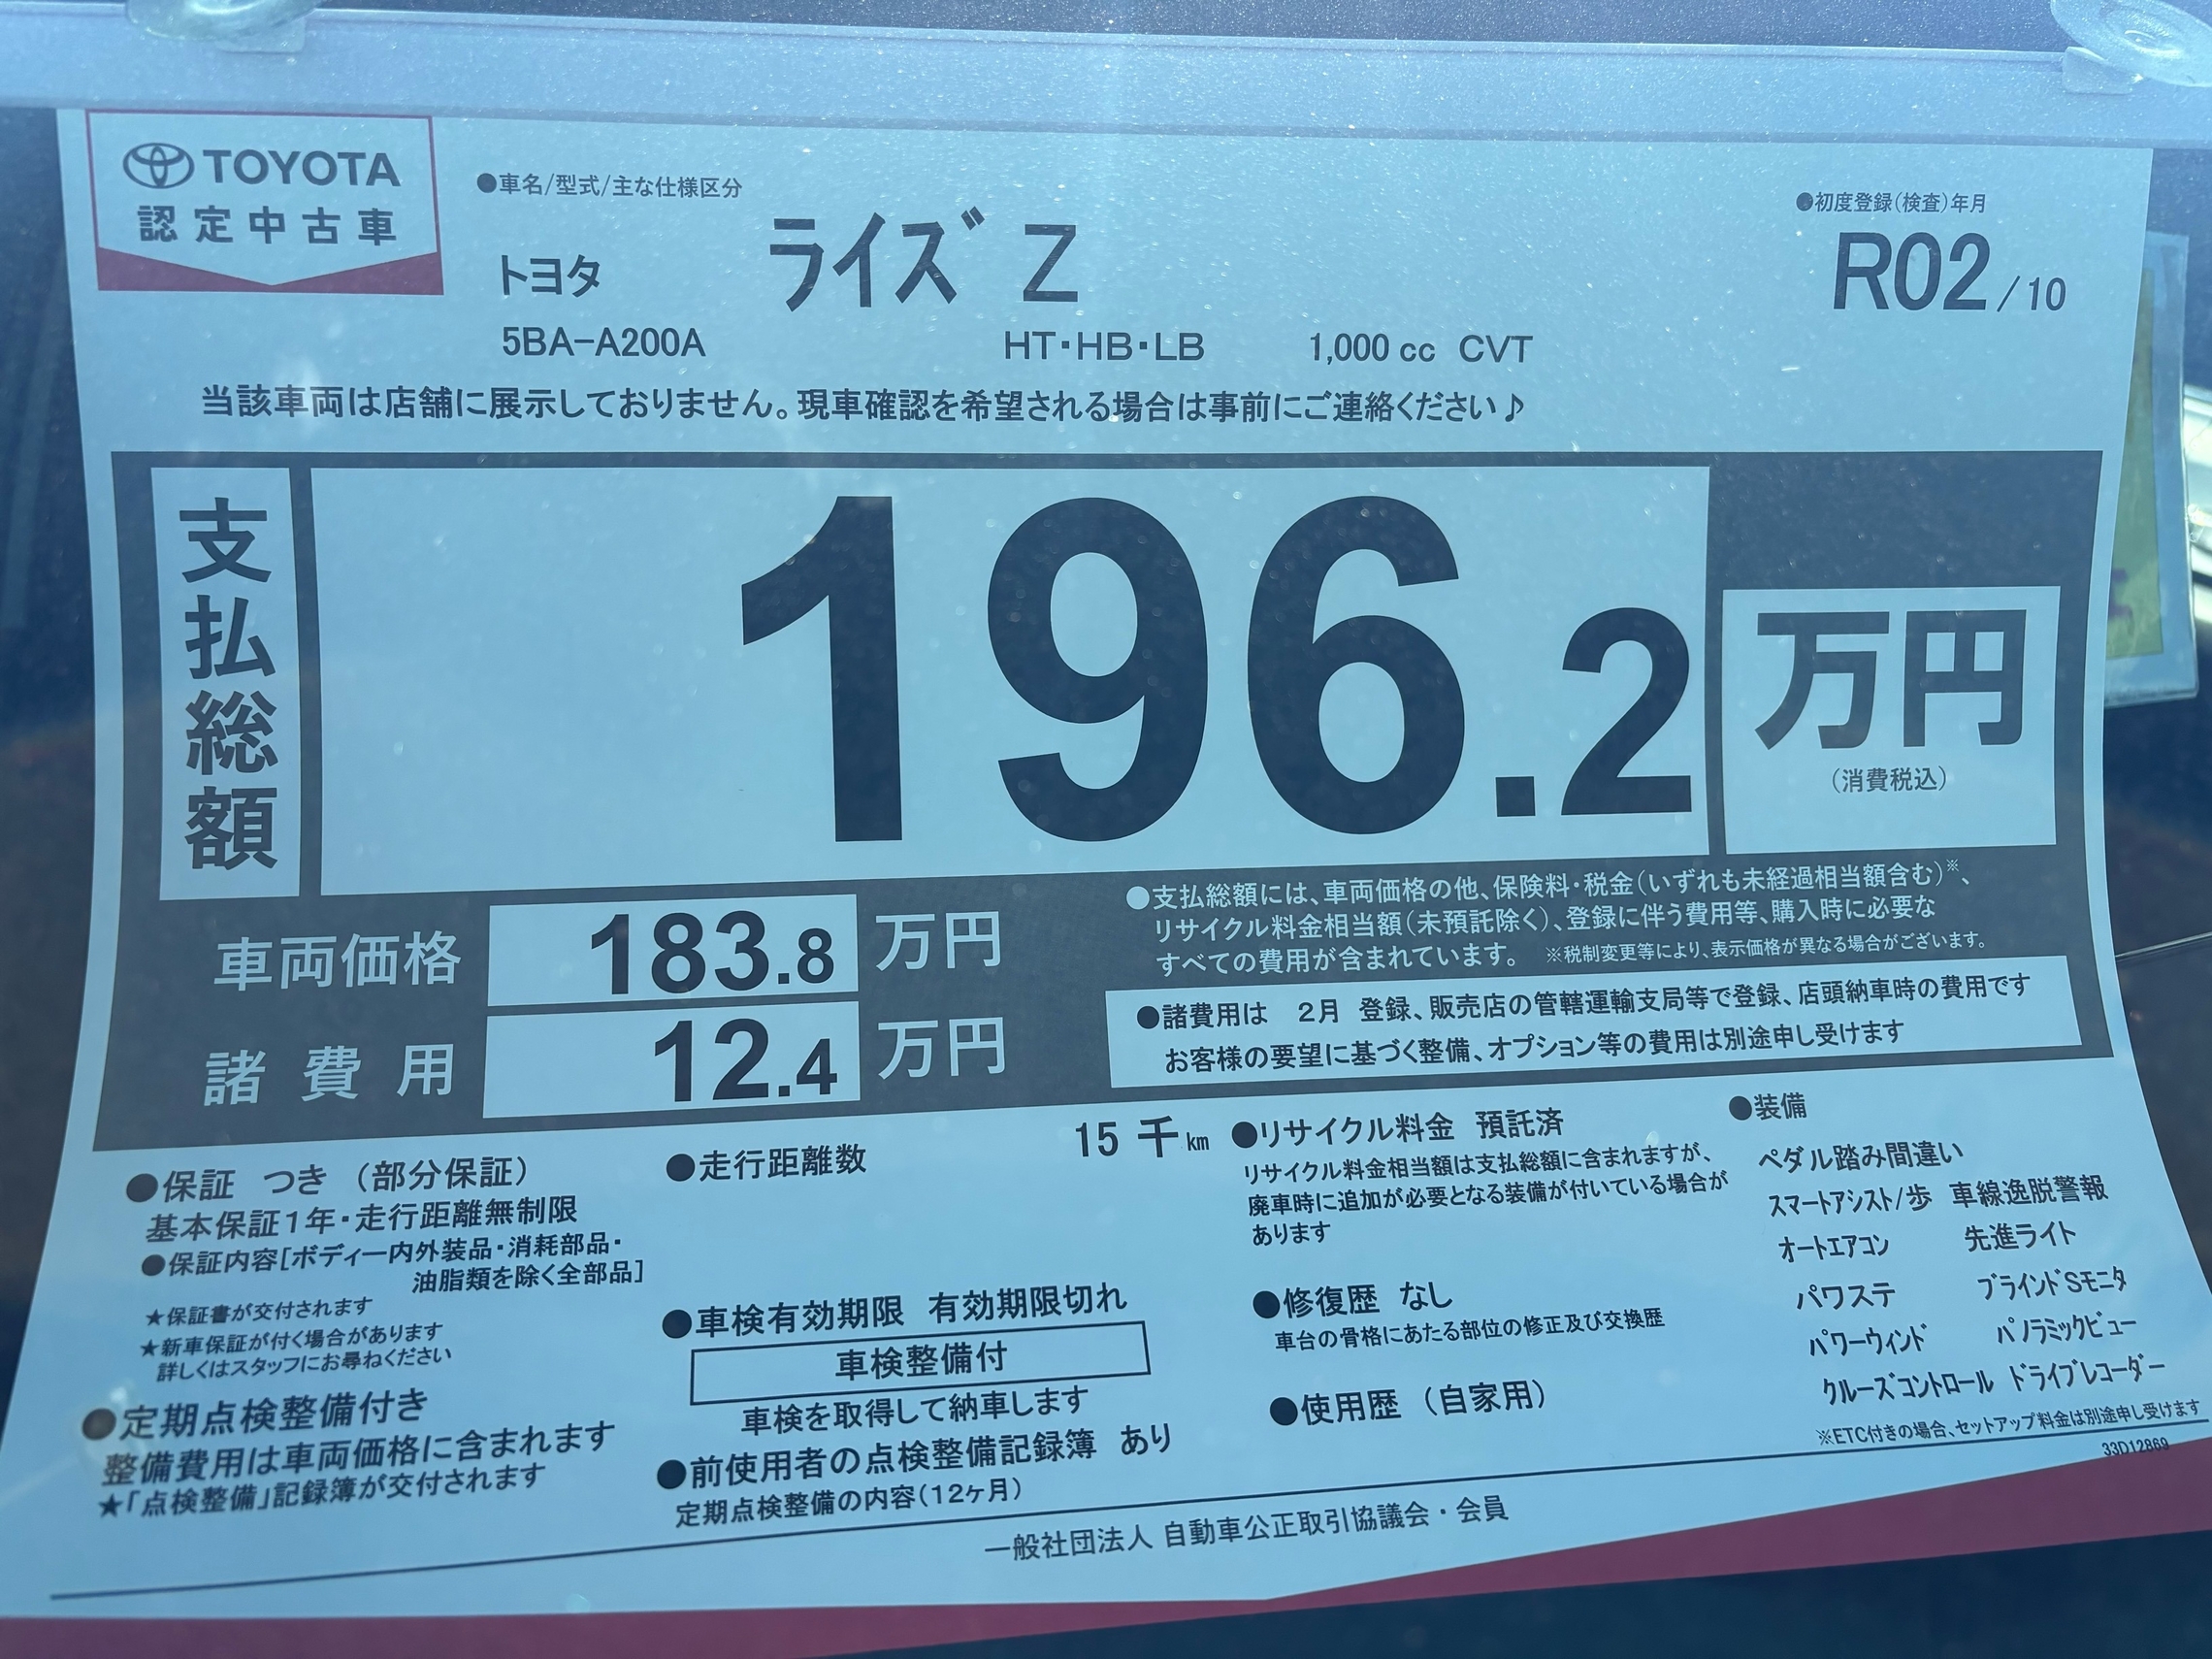 TOYOTA
認定中古車
●車名/型式/主な仕様区分
トヨタ
ライズ Z
5BA-A200A
HT・HB・LB
1,000 cc CVT
●初度登録(検査)年月
R02/10
当該車両は店舗に展示しておりません。現車確認を希望される場合は事前にご連絡ください♪
支払総額
196.2
万円
(消費税込)
車両価格 183.8 万円
諸費用 12.4 万円
●支払総額には、車両価格の他、保険料・税金(いずれも未経過相当額含む)※、
リサイクル料金相当額(未預託除く)、登録に伴う費用等、購入時に必要な
すべての費用が含まれています。 ※税制変更等により、表示価格が異なる場合がございます。
●諸費用は 2月 登録、販売店の管轄運輸支局等で登録、店頭納車時の費用です
お客様の要望に基づく整備、オプション等の費用は別途申し受けます
●保証 つき (部分保証)
基本保証1年・走行距離無制限
●保証内容[ボディー内外装品・消耗部品・
油脂類を除く全部品]
★保証書が交付されます
★新車保証が付く場合があります
詳しくはスタッフにお尋ねください
●定期点検整備付き
整備費用は車両価格に含まれます
★「点検整備」記録簿が交付されます
●走行距離数 15 千km
●車検有効期限 有効期限切れ
車検整備付
車検を取得して納車します
●前使用者の点検整備記録簿 あり
定期点検整備の内容(12ヶ月)
●リサイクル料金 預託済
リサイクル料金相当額は支払総額に含まれますが、
廃車時に追加が必要となる装備が付いている場合が
あります
●修復歴 なし
車台の骨格にあたる部位の修正及び交換歴
●使用歴 (自家用)
●装備
ペダル踏み間違い
スマートアシスト/歩 車線逸脱警報
オートエアコン 先進ライト
パワステ ブラインドSモニタ
パワーウィンド パノラミックビュー
クルーズコントロール ドライブレコーダー
※ETC付きの場合、セットアップ料金は別途申し受けます
33D12869
一般社団法人 自動車公正取引協議会・会員